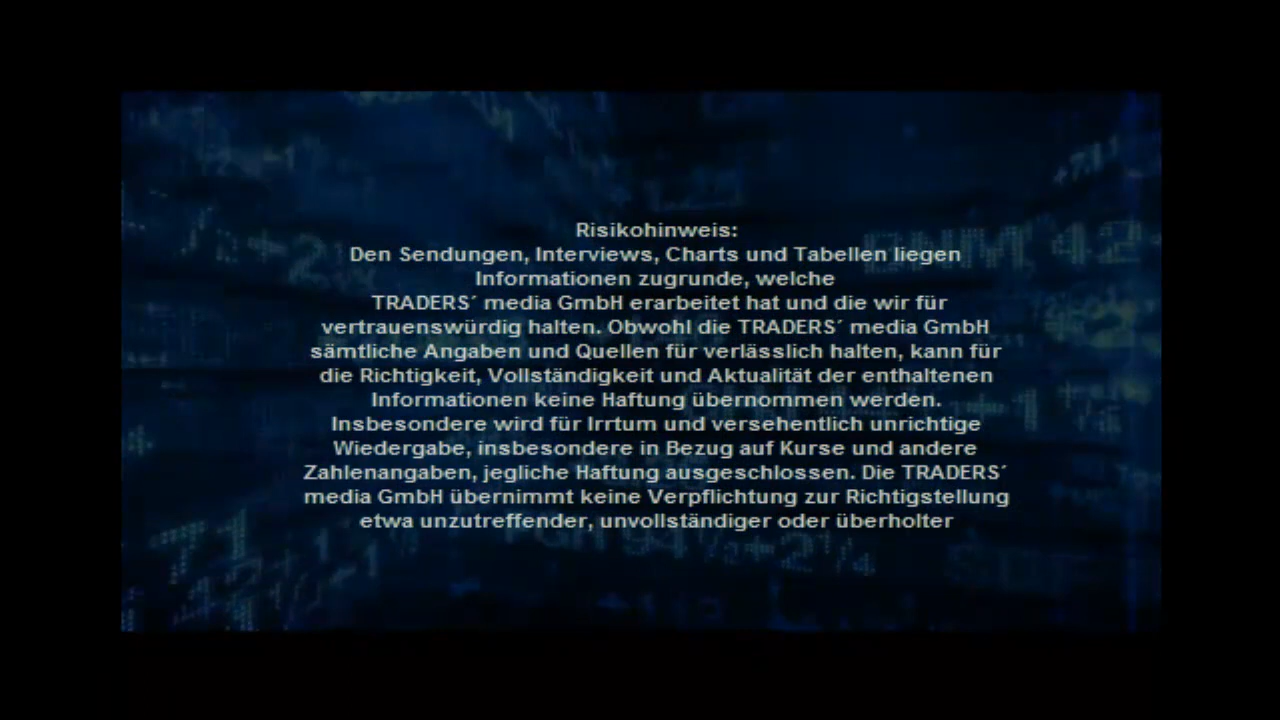 Risikohinweis:
Den Sendungen, Interviews, Charts und Tabellen liegen
Informationen zugrunde, welche
TRADERS´ media GmbH erarbeitet hat und die wir für
vertrauenswürdig halten. Obwohl die TRADERS´ media GmbH
sämtliche Angaben und Quellen für verlässlich halten, kann für
die Richtigkeit, Vollständigkeit und Aktualität der enthaltenen
Informationen keine Haftung übernommen werden.
Insbesondere wird für Irrtum und versehentlich unrichtige
Wiedergabe, insbesondere in Bezug auf Kurse und andere
Zahlenangaben, jegliche Haftung ausgeschlossen. Die TRADERS´
media GmbH übernimmt keine Verpflichtung zur Richtigstellung
etwa unzutreffender, unvollständiger oder überholter